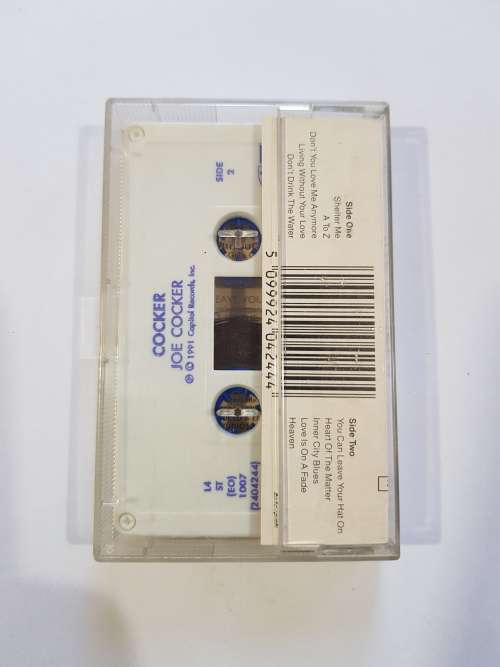 SIDE
2
COCKER
JOE COCKER
℗ © 1991 Capitol Records, Inc.
L4
ST
(EO)
1007
(2404244)
Side One
Shelter Me
A To Z
Don't You Love Me Anymore
Living Without Your Love
Don't Drink The Water
5 099924 042444
Side Two
You Can Leave Your Hat On
Heart Of The Matter
Inner City Blues
Love Is On A Fade
Heaven